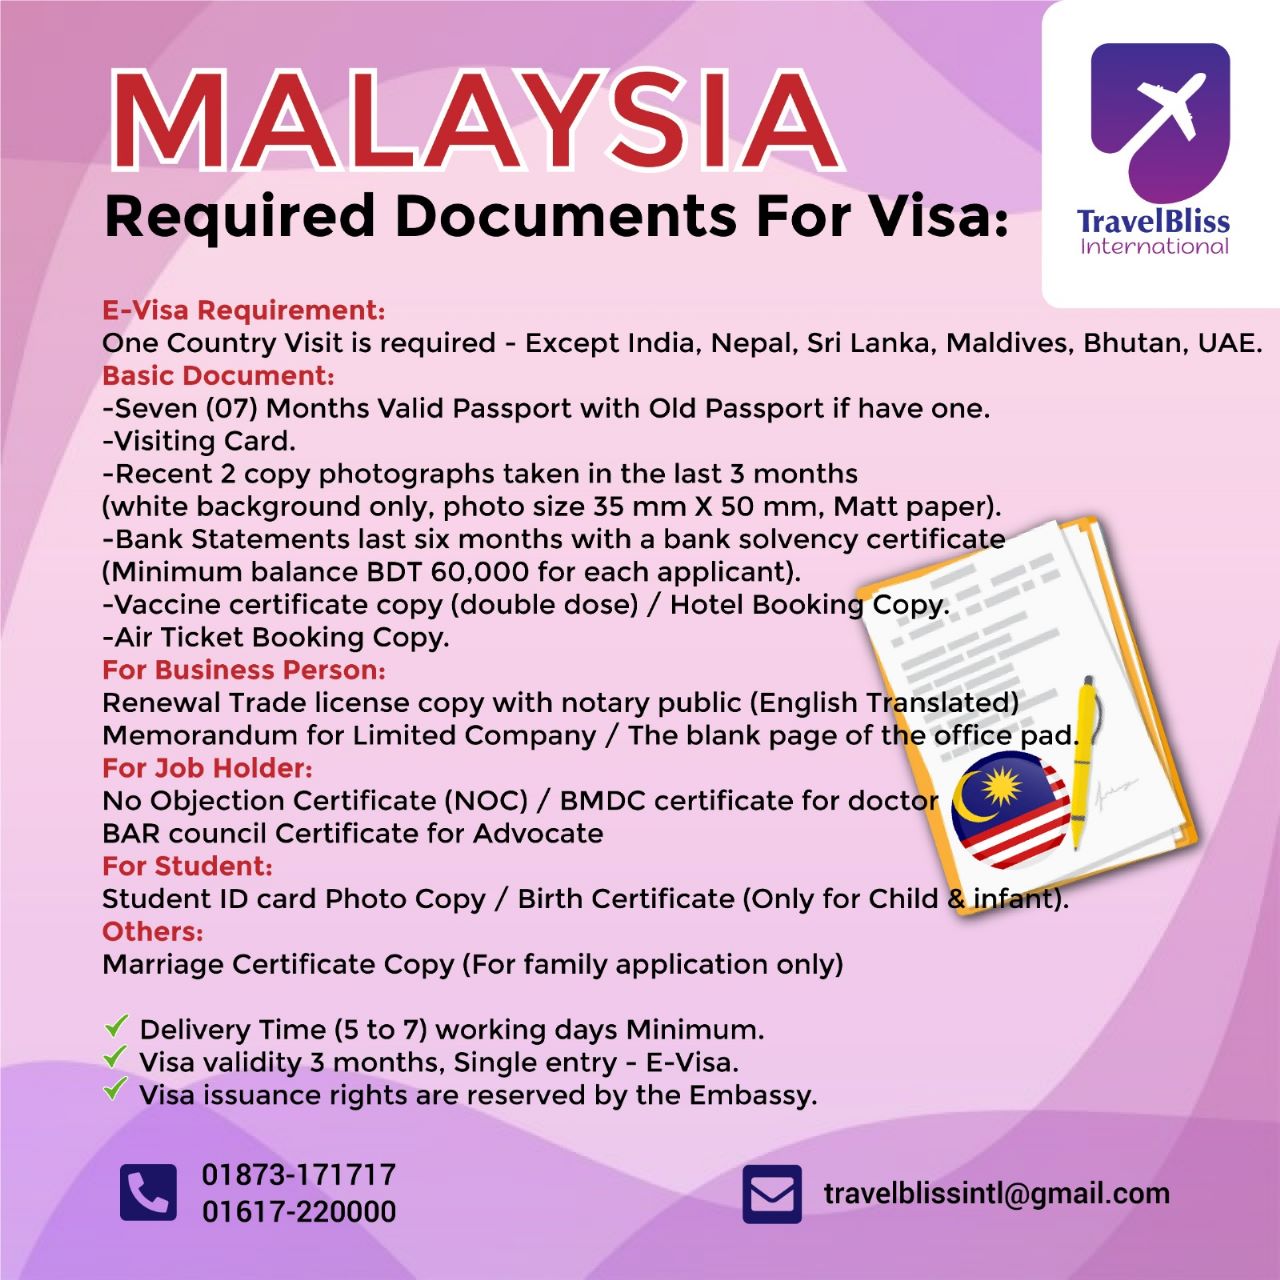 MALAYSIA
Required Documents For Visa:
TravelBliss
International
E-Visa Requirement:
One Country Visit is required - Except India, Nepal, Sri Lanka, Maldives, Bhutan, UAE.
Basic Document:
-Seven (07) Months Valid Passport with Old Passport if have one.
-Visiting Card.
-Recent 2 copy photographs taken in the last 3 months
(white background only, photo size 35 mm X 50 mm, Matt paper).
-Bank Statements last six months with a bank solvency certificate
(Minimum balance BDT 60,000 for each applicant).
-Vaccine certificate copy (double dose) / Hotel Booking Copy.
-Air Ticket Booking Copy.
For Business Person:
Renewal Trade license copy with notary public (English Translated)
Memorandum for Limited Company / The blank page of the office pad.
For Job Holder:
No Objection Certificate (NOC) / BMDC certificate for doctor
BAR council Certificate for Advocate
For Student:
Student ID card Photo Copy / Birth Certificate (Only for Child & infant).
Others:
Marriage Certificate Copy (For family application only)
Delivery Time (5 to 7) working days Minimum.
Visa validity 3 months, Single entry - E-Visa.
Visa issuance rights are reserved by the Embassy.
01873-171717
01617-220000
travelblissintl@gmail.com